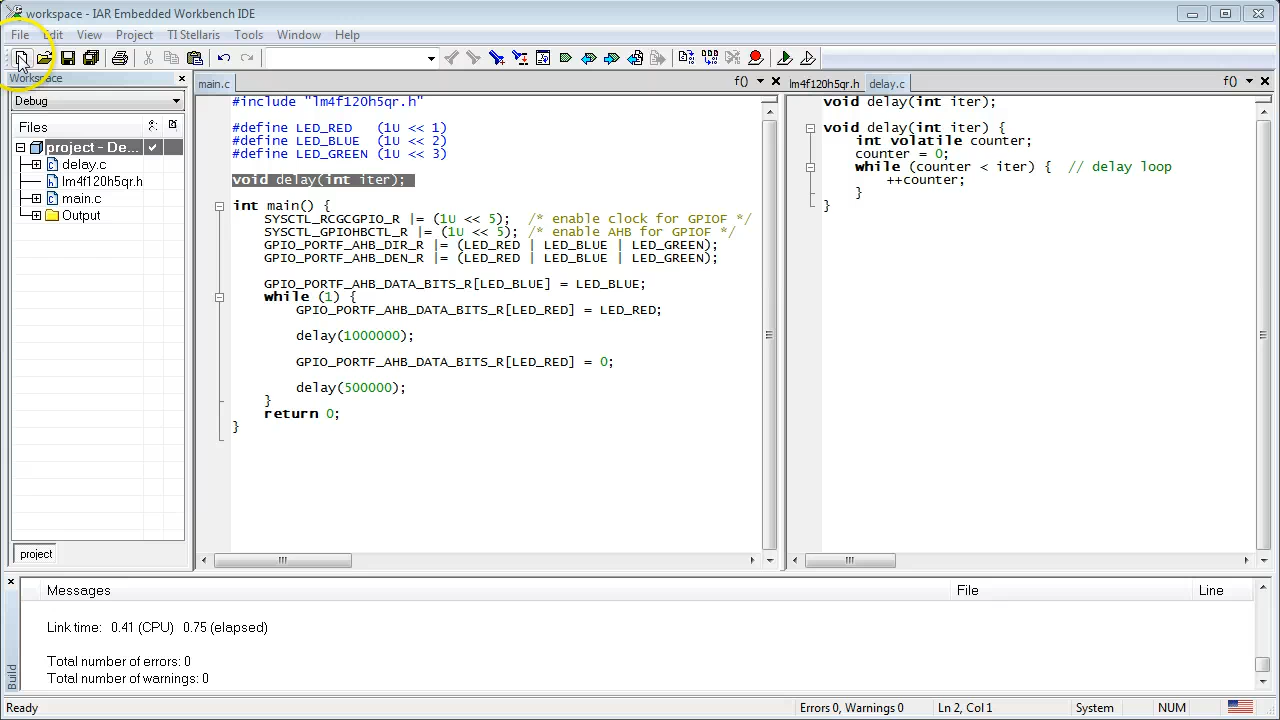 workspace - IAR Embedded Workbench IDE
File Edit View Project TI Stellaris Tools Window Help
Workspace
Debug
Files
project - De...
delay.c
lm4f120h5qr.h
main.c
Output
project
main.c
f()
#include "lm4f120h5qr.h"
#define LED_RED   (1U << 1)
#define LED_BLUE  (1U << 2)
#define LED_GREEN (1U << 3)
void delay(int iter);
int main() {
    SYSCTL_RCGCGPIO_R |= (1U << 5);  /* enable clock for GPIOF */
    SYSCTL_GPIOHBCTL_R |= (1U << 5); /* enable AHB for GPIOF */
    GPIO_PORTF_AHB_DIR_R |= (LED_RED | LED_BLUE | LED_GREEN);
    GPIO_PORTF_AHB_DEN_R |= (LED_RED | LED_BLUE | LED_GREEN);
    GPIO_PORTF_AHB_DATA_BITS_R[LED_BLUE] = LED_BLUE;
    while (1) {
        GPIO_PORTF_AHB_DATA_BITS_R[LED_RED] = LED_RED;
        delay(1000000);
        GPIO_PORTF_AHB_DATA_BITS_R[LED_RED] = 0;
        delay(500000);
    }
    return 0;
}
lm4f120h5qr.h delay.c
f()
void delay(int iter);
void delay(int iter) {
    int volatile counter;
    counter = 0;
    while (counter < iter) {  // delay loop
        ++counter;
    }
}
Messages File Line
Link time: 0.41 (CPU) 0.75 (elapsed)
Total number of errors: 0
Total number of warnings: 0
Build
Ready Errors 0, Warnings 0 Ln 2, Col 1 System NUM